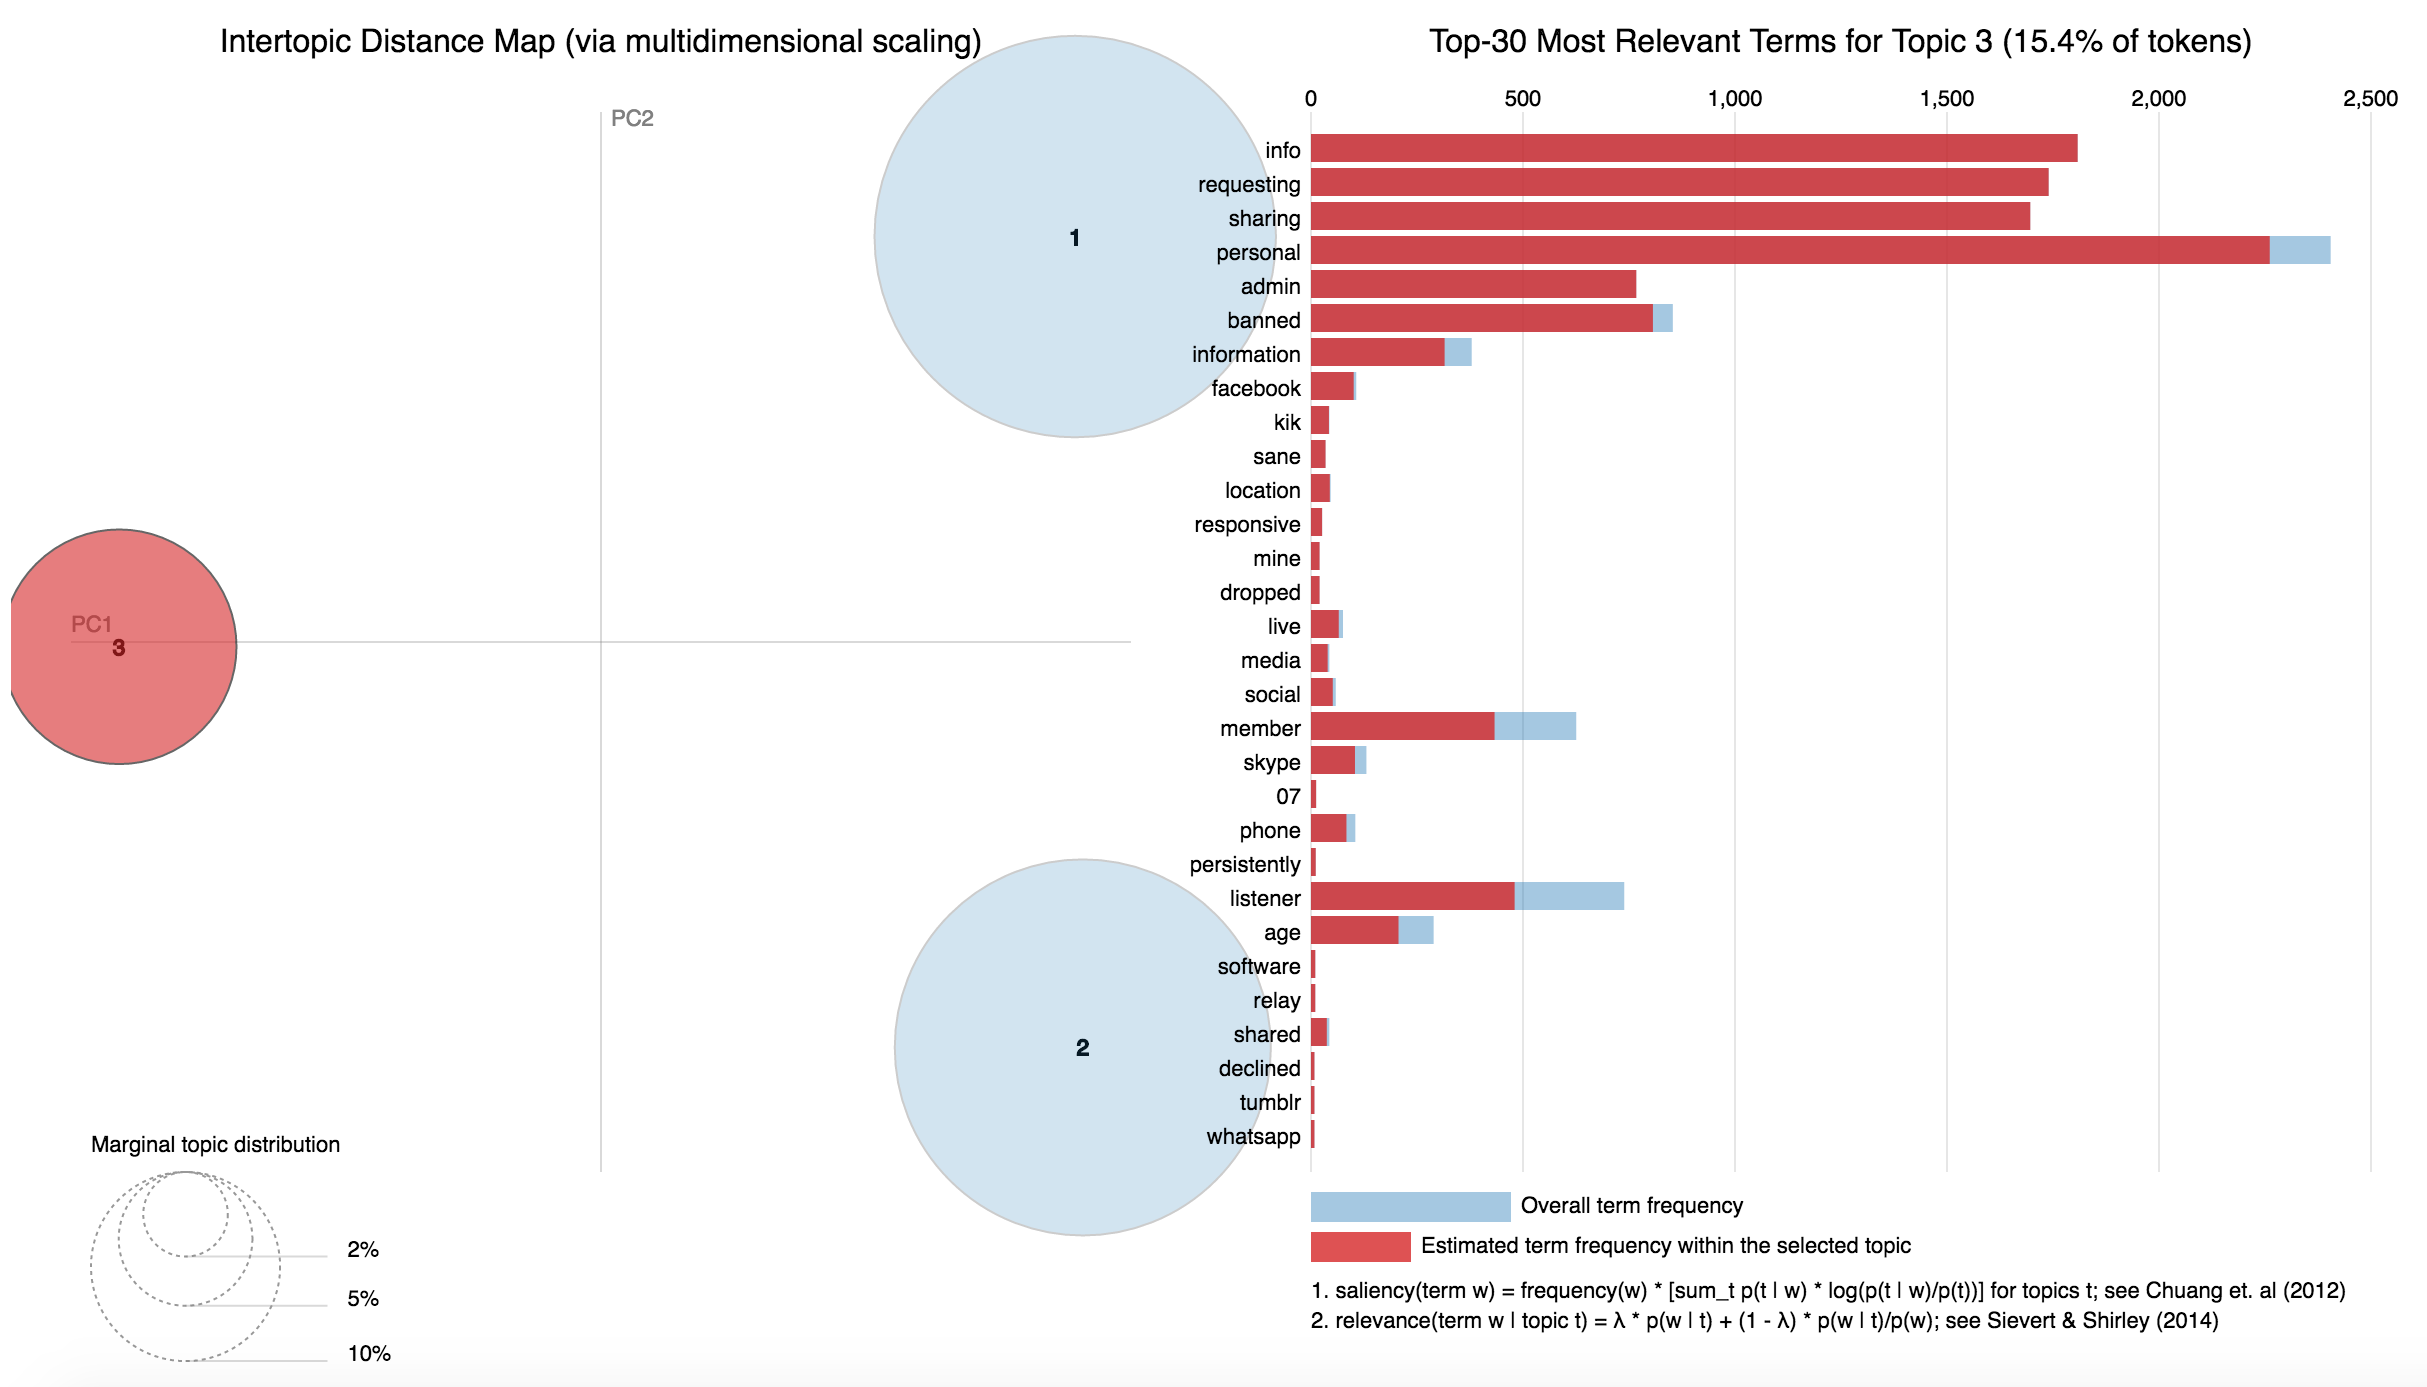 Intertopic Distance Map (via multidimensional scaling)
PC2
PC1
1
2
3
Marginal topic distribution
2%
5%
10%
Top-30 Most Relevant Terms for Topic 3 (15.4% of tokens)
0 500 1,000 1,500 2,000 2,500
info
requesting
sharing
personal
admin
banned
information
facebook
kik
sane
location
responsive
mine
dropped
live
media
social
member
skype
07
phone
persistently
listener
age
software
relay
shared
declined
tumblr
whatsapp
Overall term frequency
Estimated term frequency within the selected topic
1. saliency(term w) = frequency(w) * [sum_t p(t | w) * log(p(t | w)/p(t))] for topics t; see Chuang et. al (2012)
2. relevance(term w | topic t) = λ * p(w | t) + (1 - λ) * p(w | t)/p(w); see Sievert & Shirley (2014)